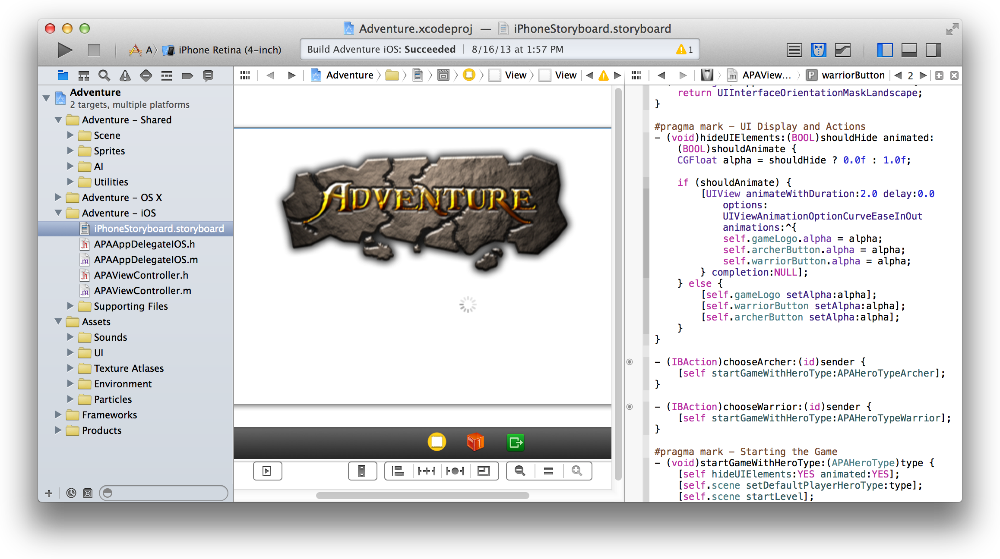 Adventure.xcodeproj — iPhoneStoryboard.storyboard
A iPhone Retina (4-inch)
Build Adventure iOS: Succeeded | 8/16/13 at 1:57 PM
1
Adventure View View
APAView... P warriorButton 2
Adventure
2 targets, multiple platforms
Adventure – Shared
Scene
Sprites
AI
Utilities
Adventure – OS X
Adventure – iOS
iPhoneStoryboard.storyboard
.h APAAppDelegateIOS.h
.m APAAppDelegateIOS.m
.h APAViewController.h
.m APAViewController.m
Supporting Files
Assets
Sounds
UI
Texture Atlases
Environment
Particles
Frameworks
Products
ADVENTURE
1
return UIInterfaceOrientationMaskLandscape;
}
#pragma mark - UI Display and Actions
- (void)hideUIElements:(BOOL)shouldHide animated:
(BOOL)shouldAnimate {
CGFloat alpha = shouldHide ? 0.0f : 1.0f;
if (shouldAnimate) {
[UIView animateWithDuration:2.0 delay:0.0
options:
UIViewAnimationOptionCurveEaseInOut
animations:^{
self.gameLogo.alpha = alpha;
self.archerButton.alpha = alpha;
self.warriorButton.alpha = alpha;
} completion:NULL];
} else {
[self.gameLogo setAlpha:alpha];
[self.warriorButton setAlpha:alpha];
[self.archerButton setAlpha:alpha];
}
}
- (IBAction)chooseArcher:(id)sender {
[self startGameWithHeroType:APAHeroTypeArcher];
}
- (IBAction)chooseWarrior:(id)sender {
[self startGameWithHeroType:APAHeroTypeWarrior];
}
#pragma mark - Starting the Game
- (void)startGameWithHeroType:(APAHeroType)type {
[self hideUIElements:YES animated:YES];
[self.scene setDefaultPlayerHeroType:type];
[self.scene startLevel];